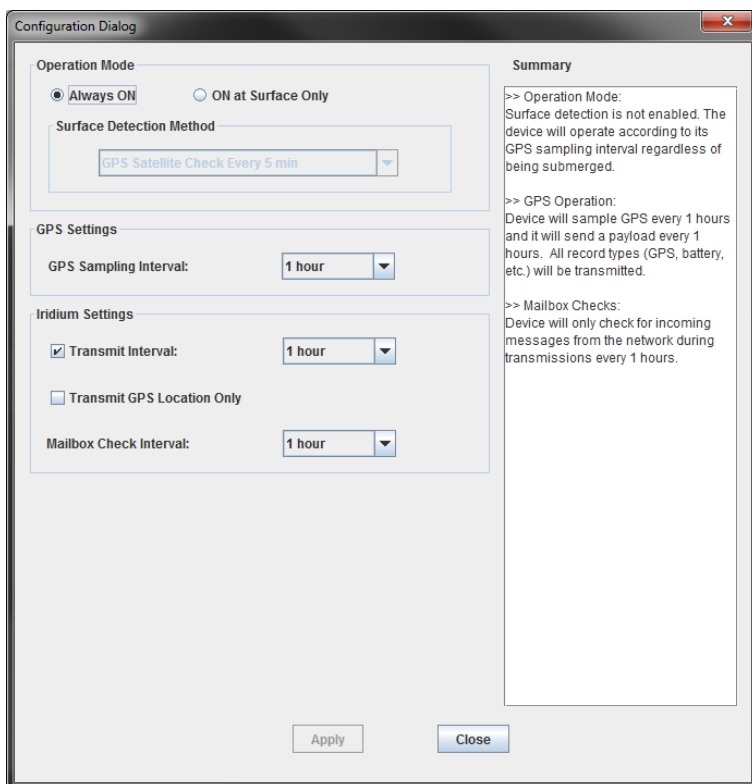 Configuration Dialog
Operation Mode
Always ON
ON at Surface Only
Surface Detection Method
GPS Satellite Check Every 5 min
GPS Settings
GPS Sampling Interval:
1 hour
Iridium Settings
Transmit Interval:
1 hour
Transmit GPS Location Only
Mailbox Check Interval:
1 hour
Summary
>> Operation Mode:
Surface detection is not enabled. The
device will operate according to its
GPS sampling interval regardless of
being submerged.
>> GPS Operation:
Device will sample GPS every 1 hours
and it will send a payload every 1
hours.  All record types (GPS, battery,
etc.) will be transmitted.
>> Mailbox Checks:
Device will only check for incoming
messages from the network during
transmissions every 1 hours.
Apply
Close